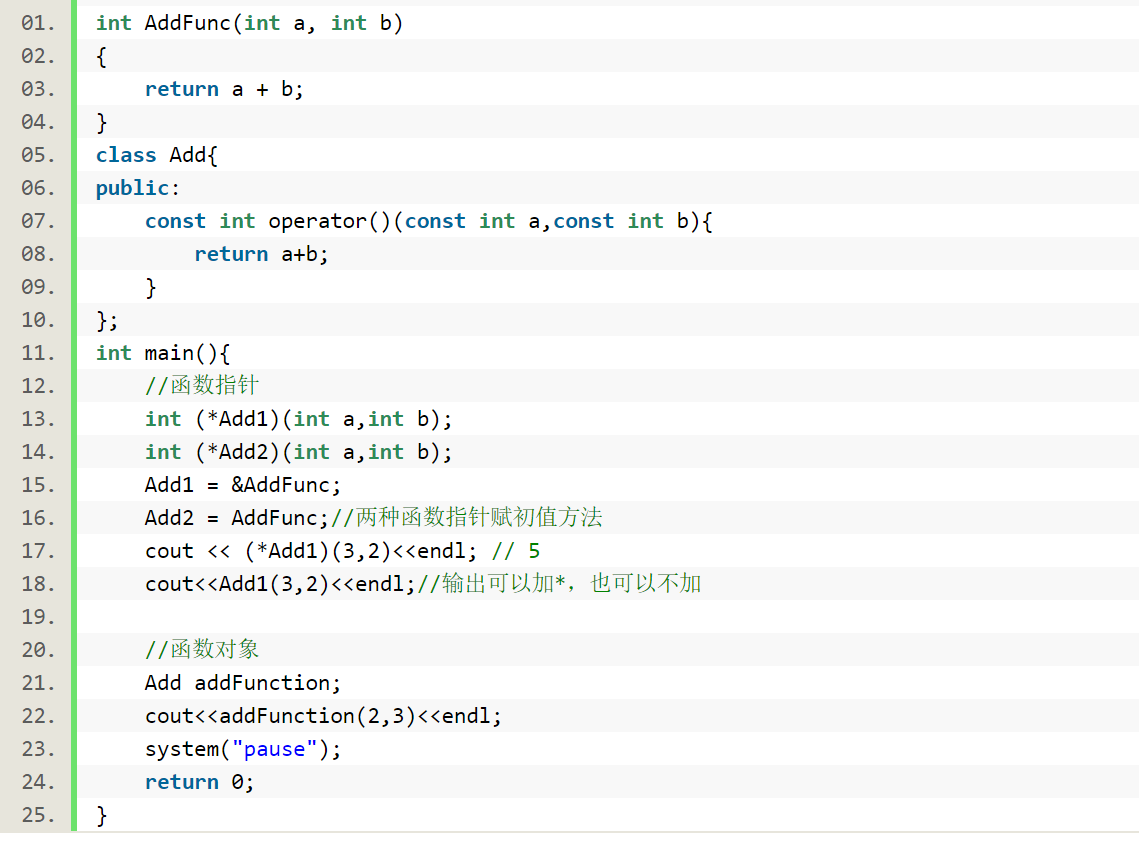 01. int AddFunc(int a, int b)
02. {
03.     return a + b;
04. }
05. class Add{
06. public:
07.     const int operator()(const int a,const int b){
08.         return a+b;
09.     }
10. };
11. int main(){
12.     //函数指针
13.     int (*Add1)(int a,int b);
14.     int (*Add2)(int a,int b);
15.     Add1 = &AddFunc;
16.     Add2 = AddFunc;//两种函数指针赋初值方法
17.     cout << (*Add1)(3,2)<<endl; // 5
18.     cout<<Add1(3,2)<<endl;//输出可以加*，也可以不加
19.
20.     //函数对象
21.     Add addFunction;
22.     cout<<addFunction(2,3)<<endl;
23.     system("pause");
24.     return 0;
25. }